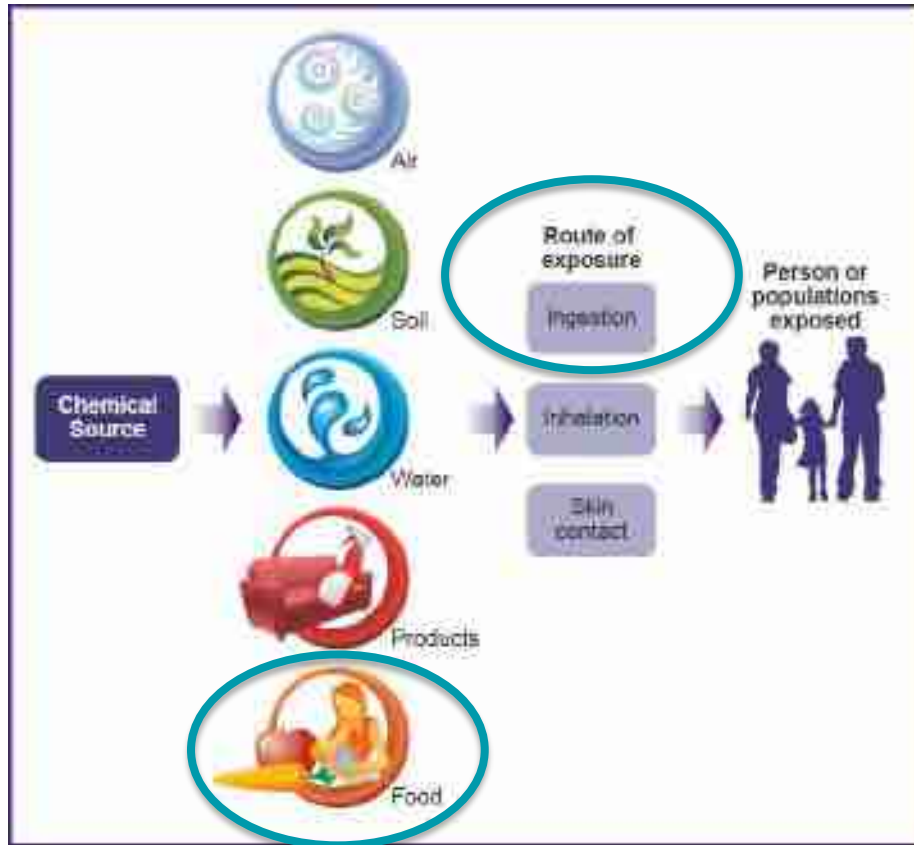 Air
Soil
Route of
exposure
Ingestion
Person or
populations
exposed
Chemical
Source
Inhalation
Water
Skin
contact
Products
Food